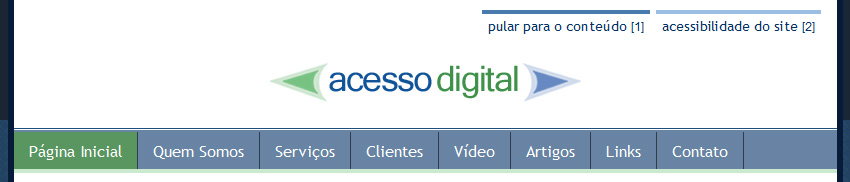 pular para o conteúdo [1] acessibilidade do site [2]
acesso digital
Página Inicial Quem Somos Serviços Clientes Vídeo Artigos Links Contato